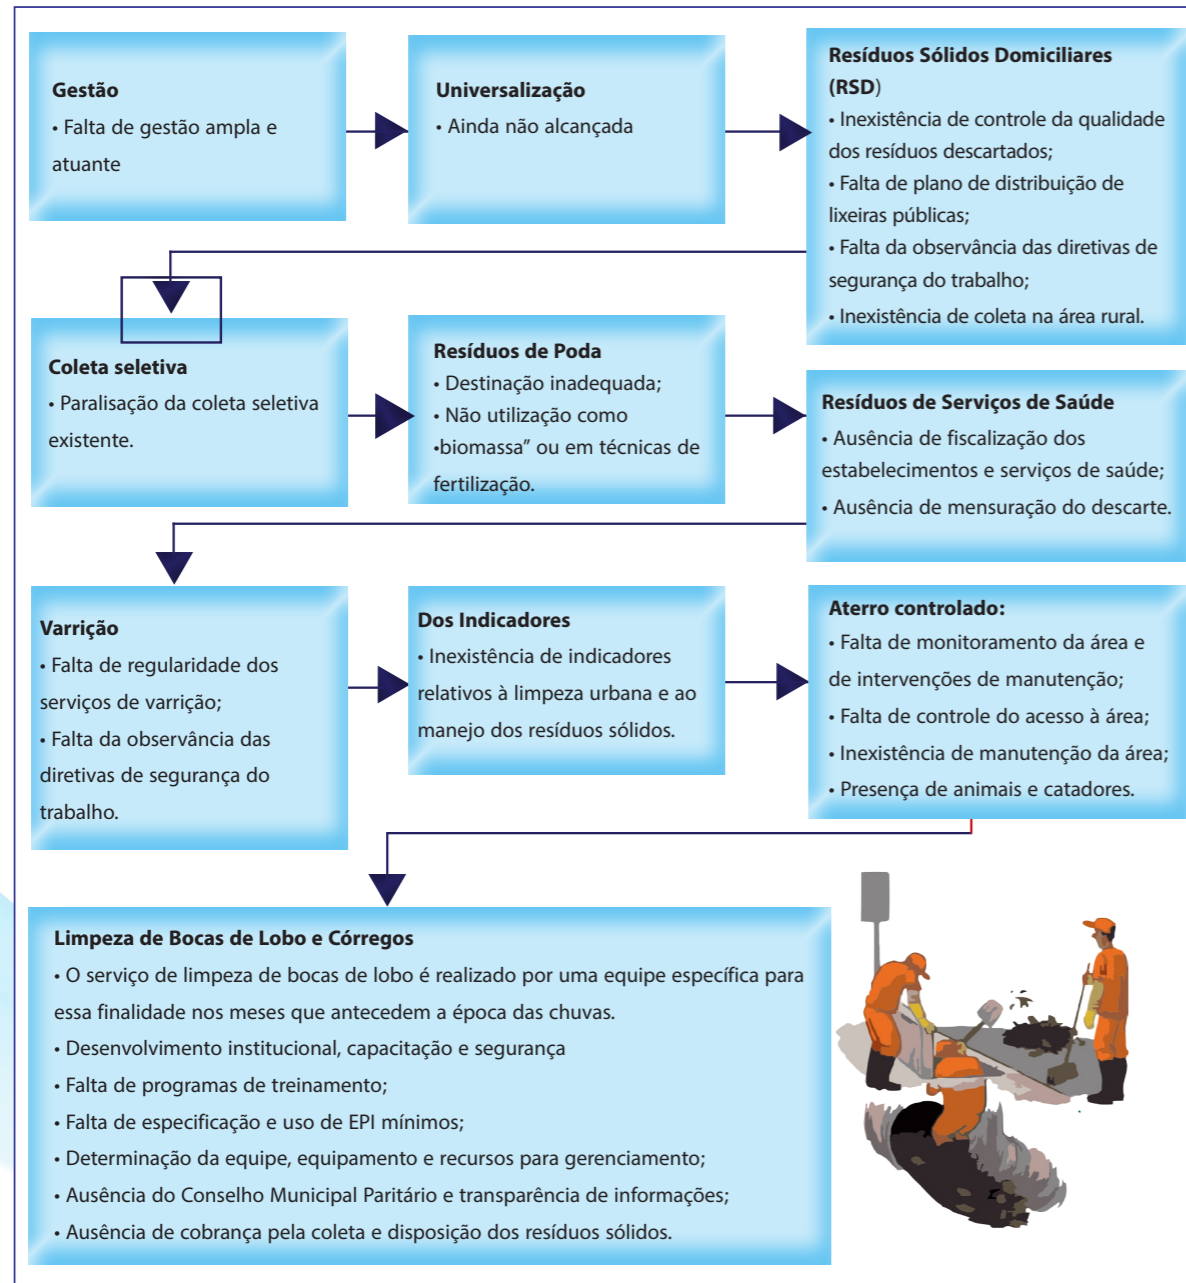 Gestão
• Falta de gestão ampla e
atuante
Universalização
• Ainda não alcançada
Resíduos Sólidos Domiciliares
(RSD)
• Inexistência de controle da qualidade
dos resíduos descartados;
• Falta de plano de distribuição de
lixeiras públicas;
• Falta da observância das diretivas de
segurança do trabalho;
• Inexistência de coleta na área rural.
Coleta seletiva
• Paralisação da coleta seletiva
existente.
Resíduos de Poda
• Destinação inadequada;
• Não utilização como
•biomassa” ou em técnicas de
fertilização.
Resíduos de Serviços de Saúde
• Ausência de fiscalização dos
estabelecimentos e serviços de saúde;
• Ausência de mensuração do descarte.
Varrição
• Falta de regularidade dos
serviços de varrição;
• Falta da observância das
diretivas de segurança do
trabalho.
Dos Indicadores
• Inexistência de indicadores
relativos à limpeza urbana e ao
manejo dos resíduos sólidos.
Aterro controlado:
• Falta de monitoramento da área e
de intervenções de manutenção;
• Falta de controle do acesso à área;
• Inexistência de manutenção da área;
• Presença de animais e catadores.
Limpeza de Bocas de Lobo e Córregos
• O serviço de limpeza de bocas de lobo é realizado por uma equipe específica para
essa finalidade nos meses que antecedem a época das chuvas.
• Desenvolvimento institucional, capacitação e segurança
• Falta de programas de treinamento;
• Falta de especificação e uso de EPI mínimos;
• Determinação da equipe, equipamento e recursos para gerenciamento;
• Ausência do Conselho Municipal Paritário e transparência de informações;
• Ausência de cobrança pela coleta e disposição dos resíduos sólidos.